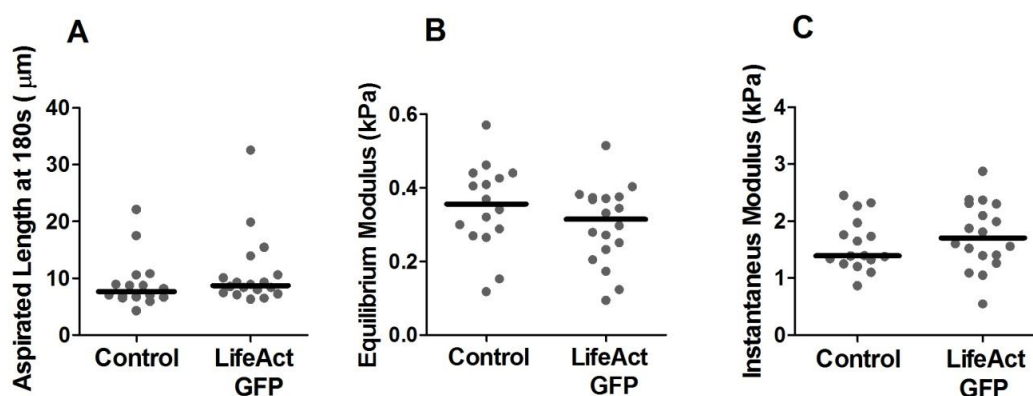 A
Aspirated Length at 180s ( μm)
40
30
20
10
0
Control
LifeAct
GFP
B
Equilibrium Modulus (kPa)
0.6
0.4
0.2
0.0
Control
LifeAct
GFP
C
Instantaneus Modulus (kPa)
4
3
2
1
0
Control
LifeAct
GFP